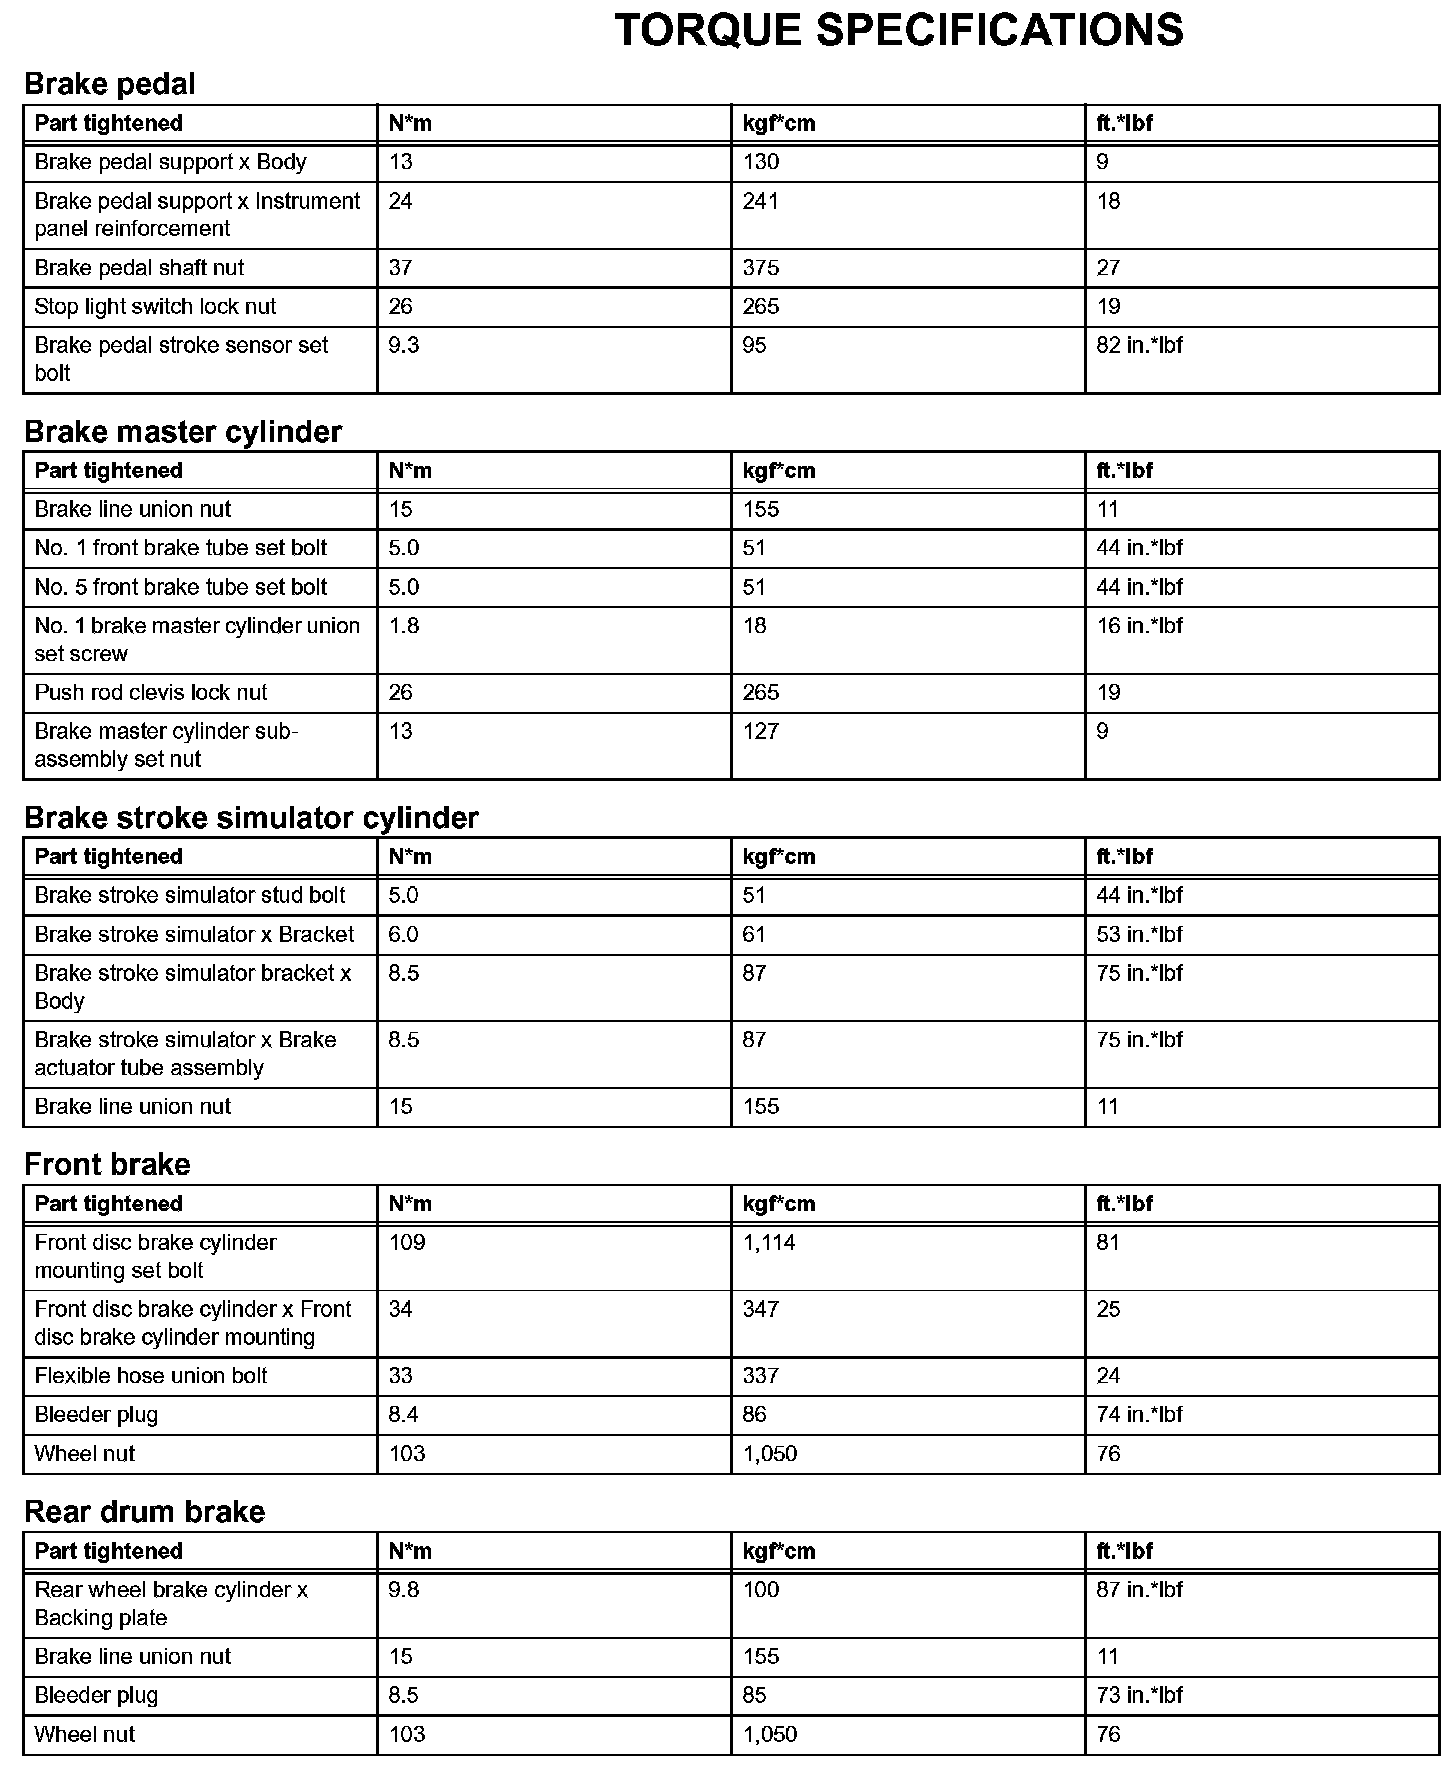 TORQUE SPECIFICATIONS
Brake pedal
Part tightened N*m kgf*cm ft.*lbf
Brake pedal support x Body 13 130 9
Brake pedal support x Instrument 24 241 18
panel reinforcement
Brake pedal shaft nut 37 375 27
Stop light switch lock nut 26 265 19
Brake pedal stroke sensor set 9.3 95 82 in.*lbf
bolt
Brake master cylinder
Part tightened N*m kgf*cm ft.*lbf
Brake line union nut 15 155 11
No. 1 front brake tube set bolt 5.0 51 44 in.*lbf
No. 5 front brake tube set bolt 5.0 51 44 in.*lbf
No. 1 brake master cylinder union 1.8 18 16 in.*lbf
set screw
Push rod clevis lock nut 26 265 19
Brake master cylinder sub- 13 127 9
assembly set nut
Brake stroke simulator cylinder
Part tightened N*m kgf*cm ft.*lbf
Brake stroke simulator stud bolt 5.0 51 44 in.*lbf
Brake stroke simulator x Bracket 6.0 61 53 in.*lbf
Brake stroke simulator bracket x 8.5 87 75 in.*lbf
Body
Brake stroke simulator x Brake 8.5 87 75 in.*lbf
actuator tube assembly
Brake line union nut 15 155 11
Front brake
Part tightened N*m kgf*cm ft.*lbf
Front disc brake cylinder 109 1,114 81
mounting set bolt
Front disc brake cylinder x Front 34 347 25
disc brake cylinder mounting
Flexible hose union bolt 33 337 24
Bleeder plug 8.4 86 74 in.*lbf
Wheel nut 103 1,050 76
Rear drum brake
Part tightened N*m kgf*cm ft.*lbf
Rear wheel brake cylinder x 9.8 100 87 in.*lbf
Backing plate
Brake line union nut 15 155 11
Bleeder plug 8.5 85 73 in.*lbf
Wheel nut 103 1,050 76